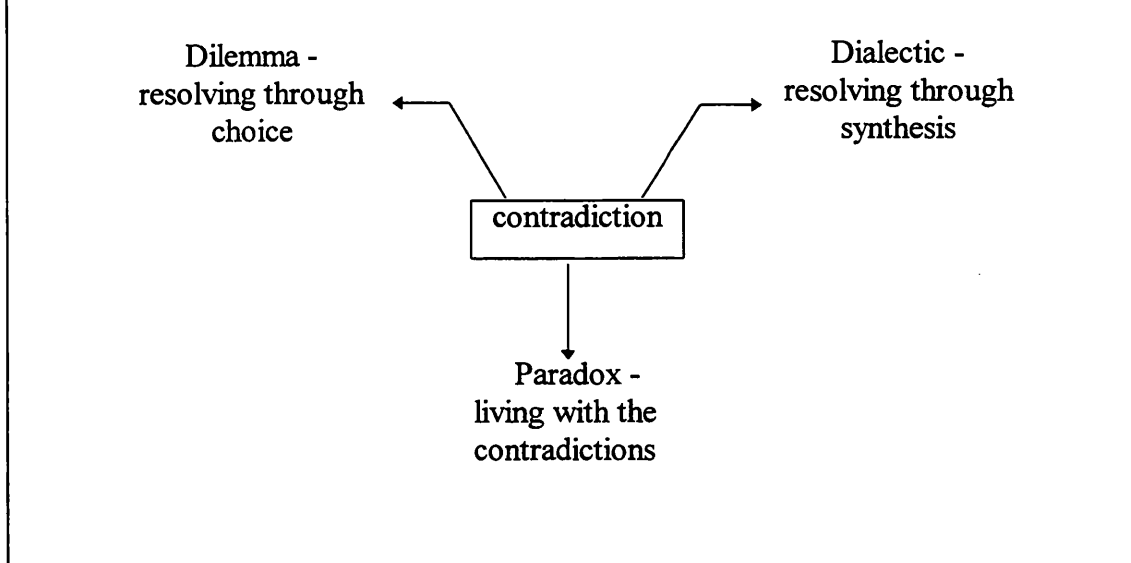 Dilemma -
resolving through
choice
Dialectic -
resolving through
synthesis
contradiction
Paradox -
living with the
contradictions